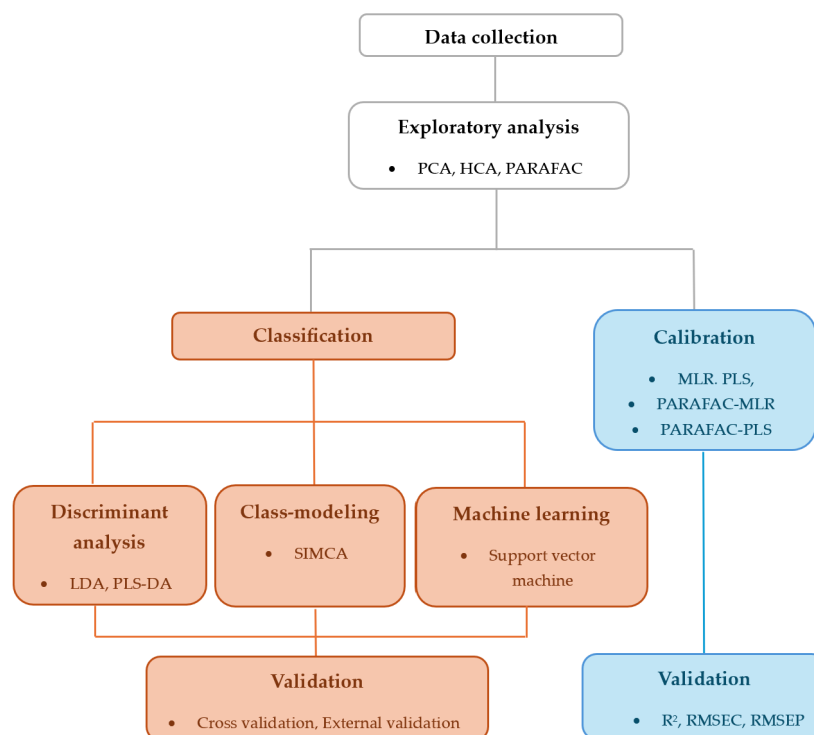 Data collection
Exploratory analysis
• PCA, HCA, PARAFAC
Classification
Calibration
• MLR. PLS,
• PARAFAC-MLR
• PARAFAC-PLS
Discriminant
analysis
• LDA, PLS-DA
Class-modeling
• SIMCA
Machine learning
• Support vector
machine
Validation
• Cross validation, External validation
Validation
• R², RMSEC, RMSEP